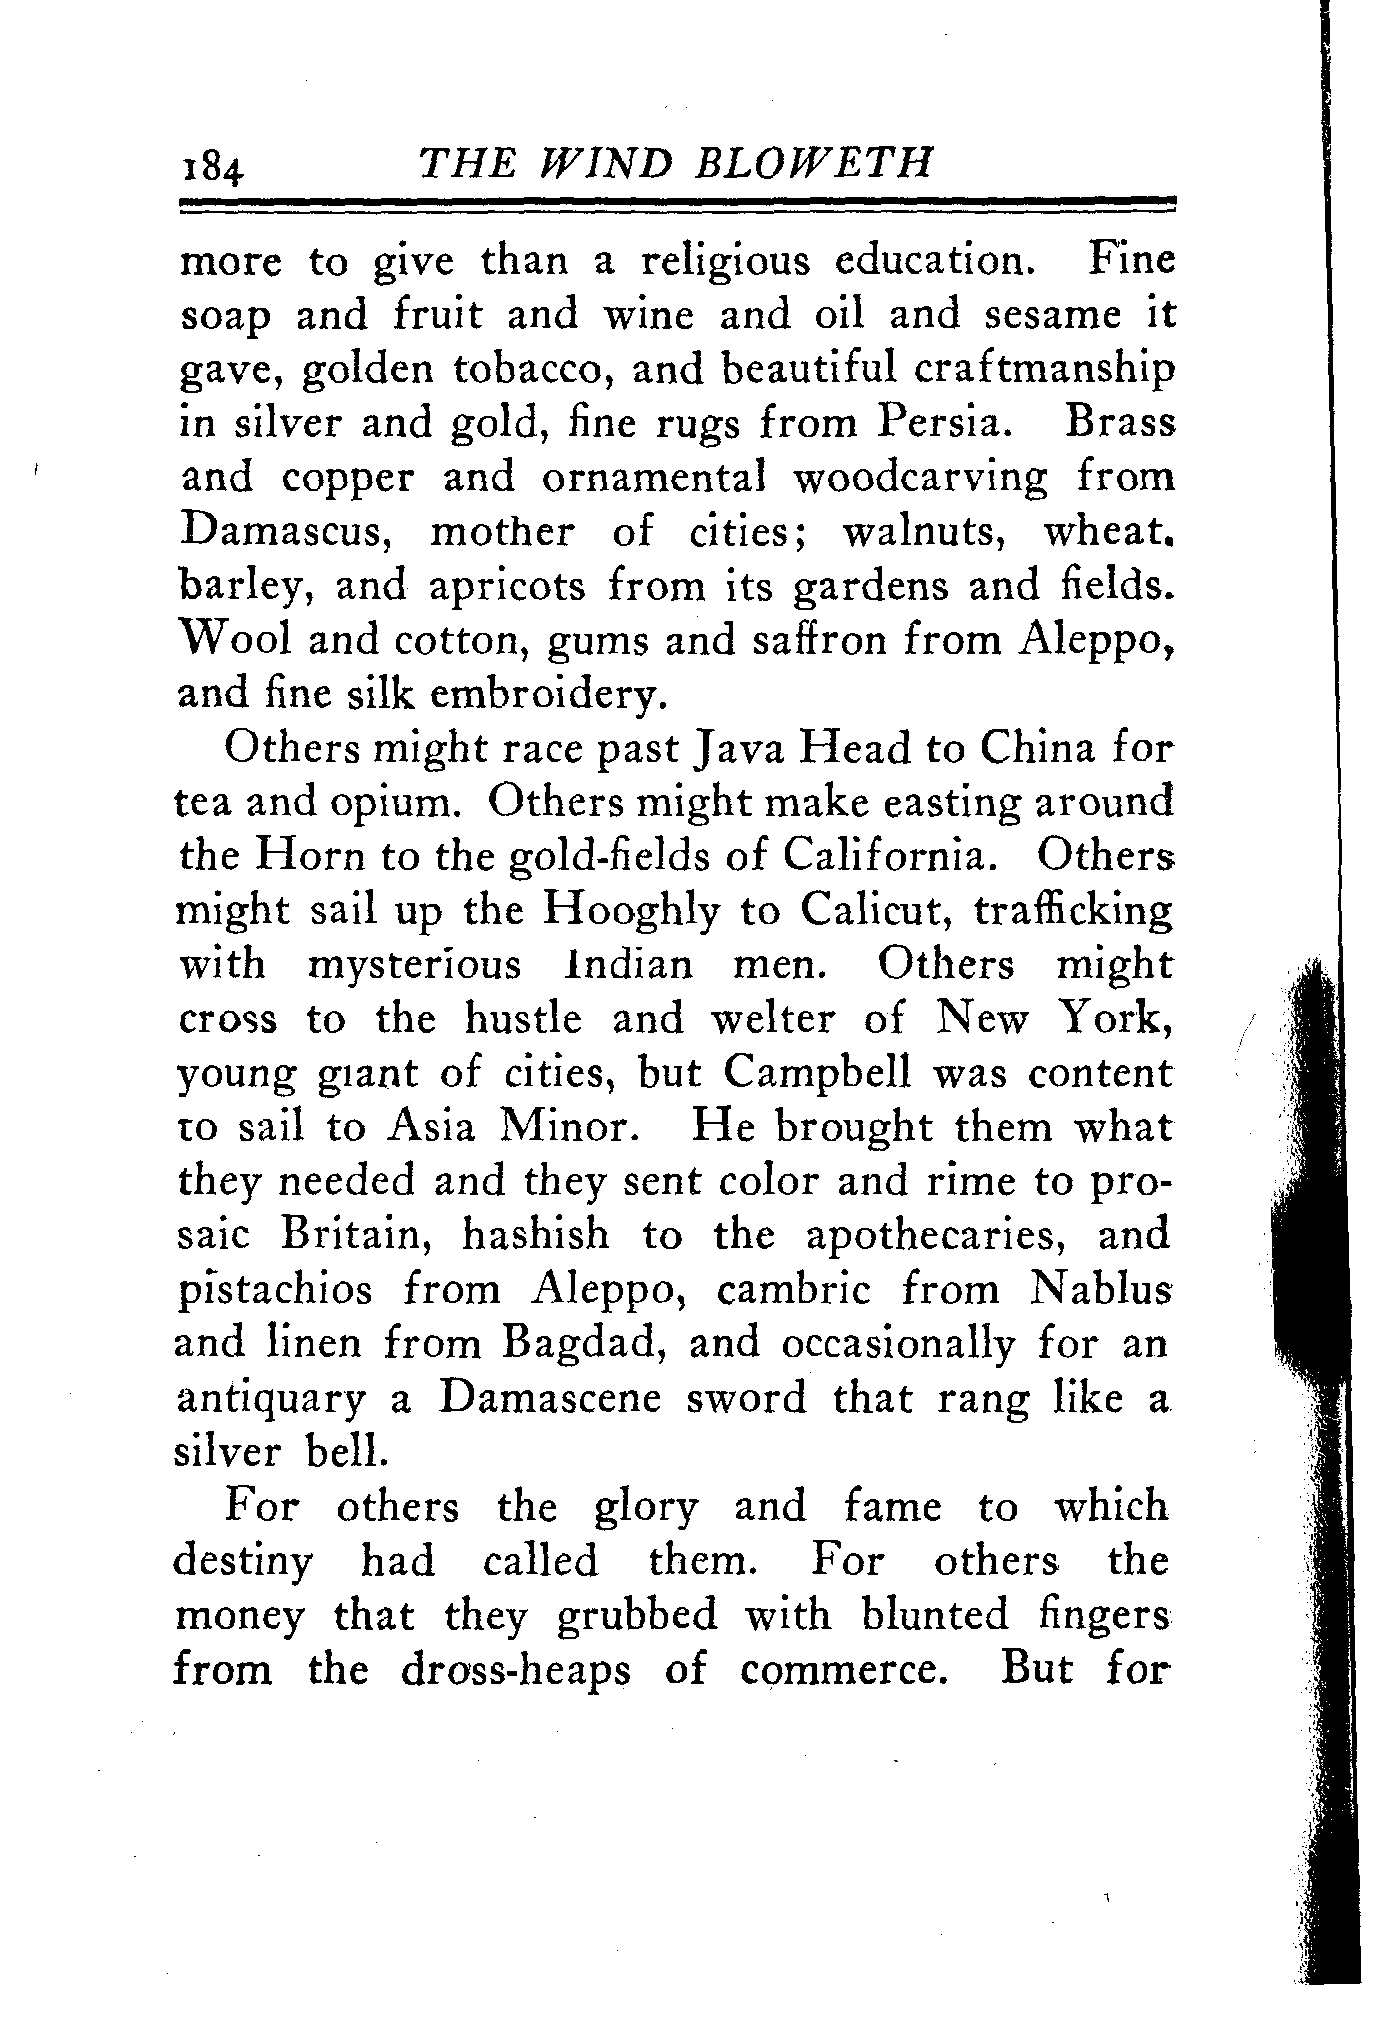 184 THE WIND BLOWETH
more to give than a religious education. Fine
soap and fruit and wine and oil and sesame it
gave, golden tobacco, and beautiful craftmanship
in silver and gold, fine rugs from Persia. Brass
and copper and ornamental woodcarving from
Damascus, mother of cities; walnuts, wheat.
barley, and apricots from its gardens and fields.
Wool and cotton, gums and saffron from Aleppo,
and fine silk embroidery.
Others might race past Java Head to China for
tea and opium. Others might make easting around
the Horn to the gold-fields of California. Others
might sail up the Hooghly to Calicut, trafficking
with mysterious Indian men. Others might
cross to the hustle and welter of New York,
young giant of cities, but Campbell was content
to sail to Asia Minor. He brought them what
they needed and they sent color and rime to pro-
saic Britain, hashish to the apothecaries, and
pistachios from Aleppo, cambric from Nablus
and linen from Bagdad, and occasionally for an
antiquary a Damascene sword that rang like a
silver bell.
For others the glory and fame to which
destiny had called them. For others the
money that they grubbed with blunted fingers
from the dross-heaps of commerce. But for